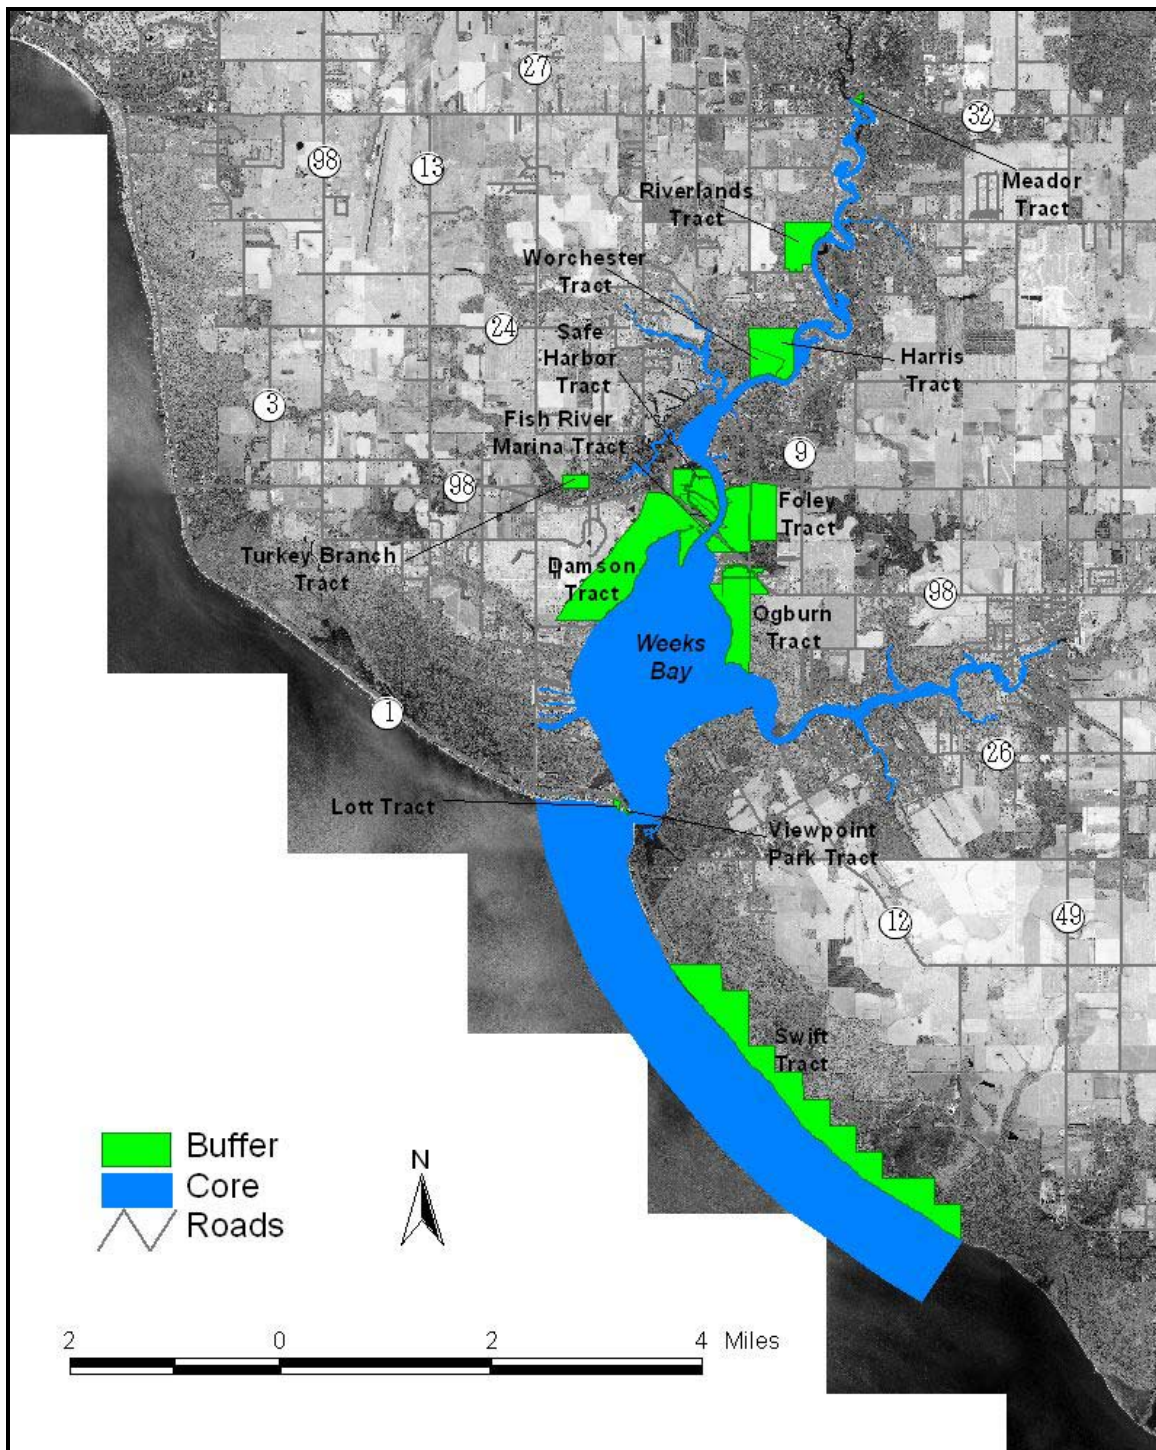 27
32
98
13
Meador
Tract
Riverlands
Tract
Worchester
Tract
24
Safe
Harbor
Tract
Harris
Tract
3
Fish River
Marina Tract
9
98
Foley
Tract
Turkey Branch
Tract
Damson
Tract
98
Ogburn
Tract
Weeks
Bay
1
26
Lott Tract
Viewpoint
Park Tract
12
49
Swift
Tract
Buffer
Core
Roads
N
2 0 2 4 Miles